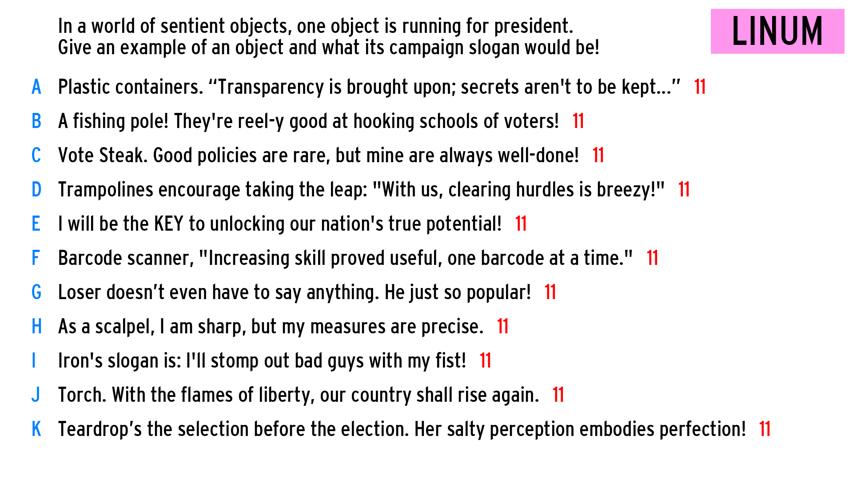 In a world of sentient objects, one object is running for president.
Give an example of an object and what its campaign slogan would be!
LINUM
A Plastic containers. “Transparency is brought upon; secrets aren't to be kept...” 11
B A fishing pole! They're reel-y good at hooking schools of voters! 11
C Vote Steak. Good policies are rare, but mine are always well-done! 11
D Trampolines encourage taking the leap: "With us, clearing hurdles is breezy!" 11
E I will be the KEY to unlocking our nation's true potential! 11
F Barcode scanner, "Increasing skill proved useful, one barcode at a time." 11
G Loser doesn’t even have to say anything. He just so popular! 11
H As a scalpel, I am sharp, but my measures are precise. 11
I Iron's slogan is: I'll stomp out bad guys with my fist! 11
J Torch. With the flames of liberty, our country shall rise again. 11
K Teardrop’s the selection before the election. Her salty perception embodies perfection! 11